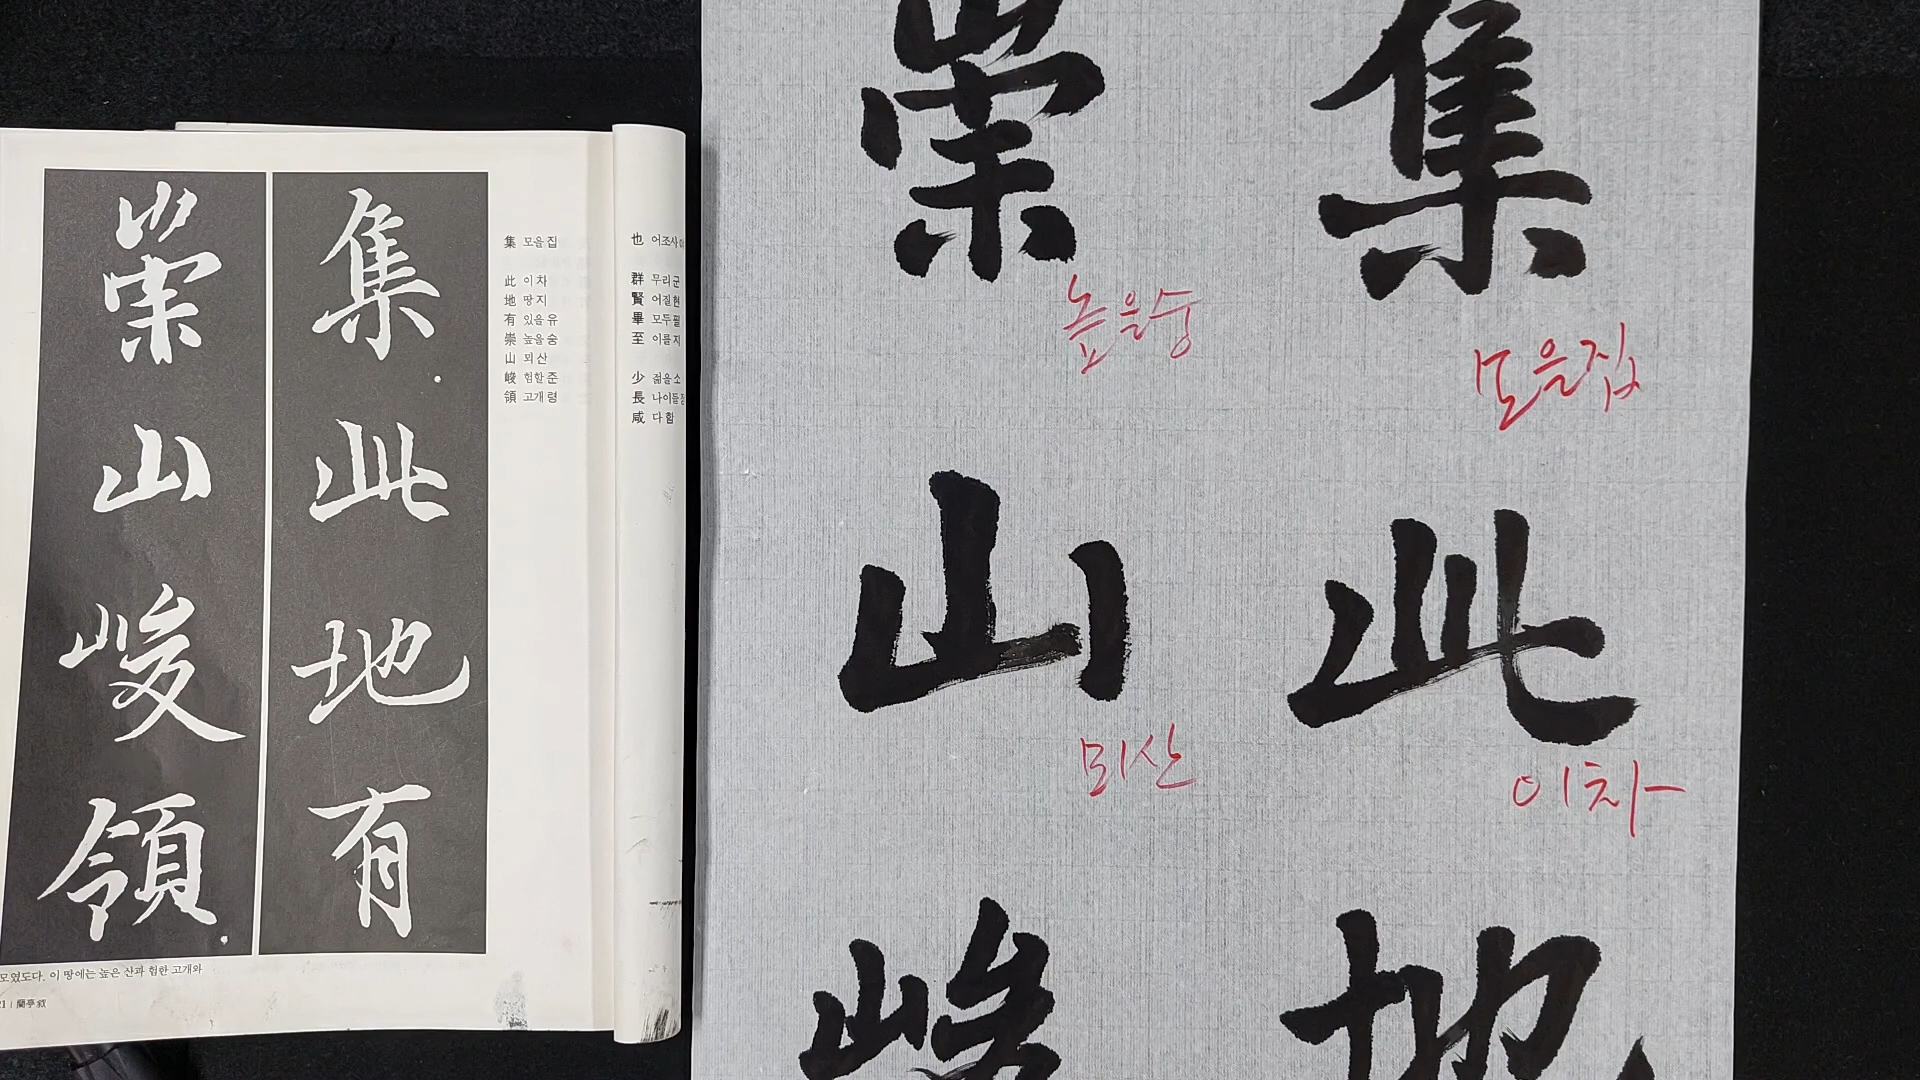 集此地有
崇山峻領
集 모을 집
此 이 차
地 땅 지
有 있을 유
崇 높을 숭
山 뫼 산
峻 험할 준
領 고개 령
모였도다. 이 땅에는 높은 산과 험한 고개와
21 | 蘭亭敍
也 어조사
群 무리 군
賢 어질 현
畢 모두 필
至 이를 지
少 젊을 소
長 나이들
咸 다 함
集
모을집
此
이차
地
崇
높을숭
山
뫼산
峻